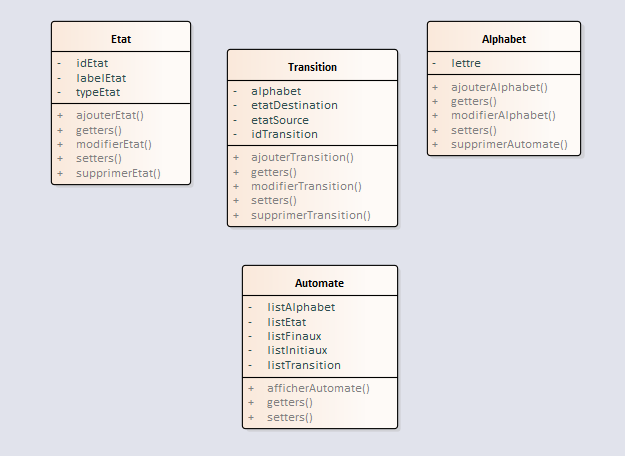 Etat
- idEtat
- labelEtat
- typeEtat
+ ajouterEtat()
+ getters()
+ modifierEtat()
+ setters()
+ supprimerEtat()
Transition
- alphabet
- etatDestination
- etatSource
- idTransition
+ ajouterTransition()
+ getters()
+ modifierTransition()
+ setters()
+ supprimerTransition()
Alphabet
- lettre
+ ajouterAlphabet()
+ getters()
+ modifierAlphabet()
+ setters()
+ supprimerAutomate()
Automate
- listAlphabet
- listEtat
- listFinaux
- listInitiaux
- listTransition
+ afficherAutomate()
+ getters()
+ setters()